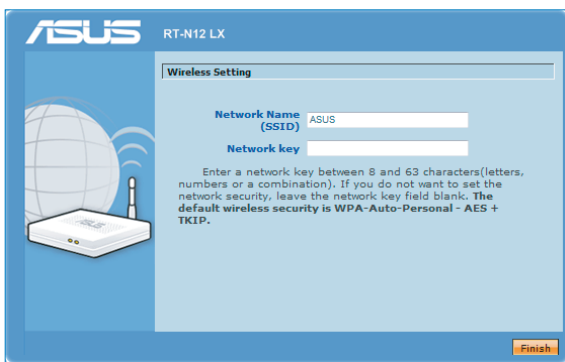 ASUS RT-N12 LX
Wireless Setting
Network Name
(SSID)
ASUS
Network key
Enter a network key between 8 and 63 characters(letters,
numbers or a combination). If you do not want to set the
network security, leave the network key field blank. The
default wireless security is WPA-Auto-Personal - AES +
TKIP.
Finish